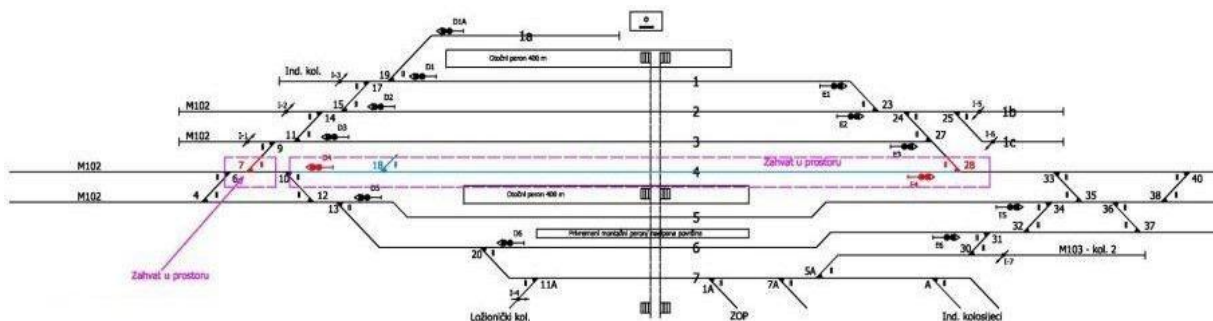 D1A
1a
Otočni peron 400 m
Ind. kol.
I-3
19
D1
1
17
E1
M102
I-2
15
D2
2
23
24
25
I-5
1b
14
E2
M102
I-1
11
D3
3
27
I-6
1c
9
E3
Zahvat u prostoru
M102
7
D4
18
4
28
33
40
6
10
E4
M102
4
12
D5
Otočni peron 400 m
35
38
13
5
E5
34
36
D6
Privremeni montažni peron/nasipna površina
32
37
6
E6
31
20
30
M103 - kol. 2
I-7
7
5A
Zahvat u prostoru
I-4
11A
1A
7A
A
Ložionički kol.
ZOP
Ind. kolosijeci